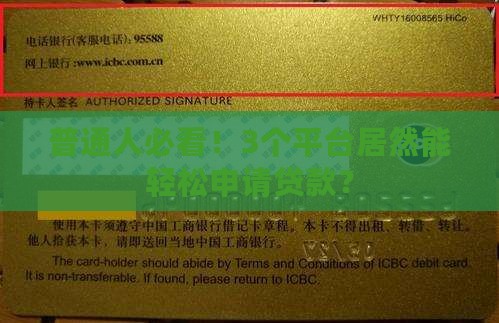 WHTY16008565 HiCo
电话银行(客服电话):95588
网上银行:www.icbc.com.cn
持卡人签名 AUTHORIZED SIGNATURE
普通人必看!3个平台居然能
轻松申请贷款?
使用本卡须遵守中国工商银行借记卡章程。本卡不得出租、转借、转让。
他人拾获本卡,请即送回当地中国工商银行。
The card-holder should abide by Terms and Conditions of ICBC debit card.
It is non-transferable. If found, please return to ICBC.